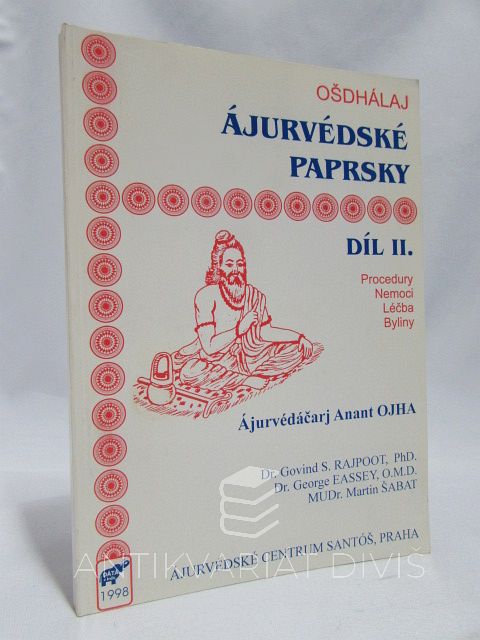 OŠDHÁLAJ
ÁJURVÉDSKÉ
PAPRSKY
DÍL II.
Procedury
Nemoci
Léčba
Byliny
Ájurvédáčarj Anant OJHA
Dr. Govind S. RAJPOOT, PhD.
Dr. George EASSEY, O.M.D.
MUDr. Martin ŠABAT
ÁJURVÉDSKÉ CENTRUM SANTÓŠ, PRAHA
ANTIKVARIÁT DIVIŠ
DATA
1998